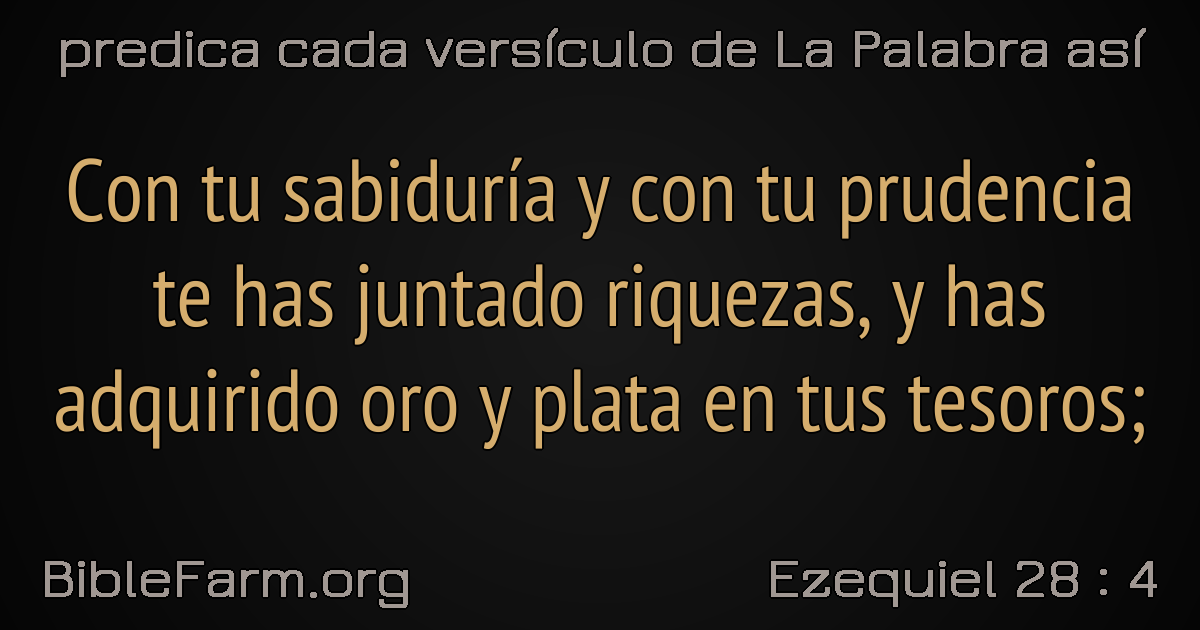 predica cada versículo de La Palabra así
Con tu sabiduría y con tu prudencia
te has juntado riquezas, y has
adquirido oro y plata en tus tesoros;
BibleFarm.org
Ezequiel 28 : 4